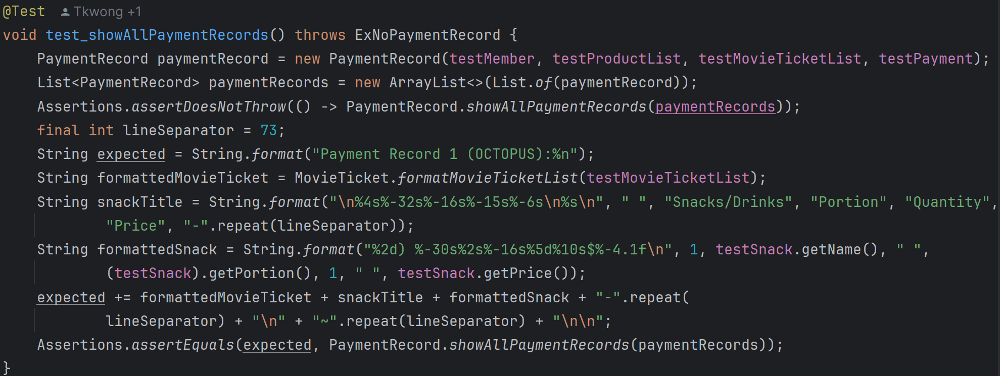 @Test Tkwong +1
void test_showAllPaymentRecords() throws ExNoPaymentRecord {
    PaymentRecord paymentRecord = new PaymentRecord(testMember, testProductList, testMovieTicketList, testPayment);
    List<PaymentRecord> paymentRecords = new ArrayList<>(List.of(paymentRecord));
    Assertions.assertDoesNotThrow(() -> PaymentRecord.showAllPaymentRecords(paymentRecords));
    final int lineSeparator = 73;
    String expected = String.format("Payment Record 1 (OCTOPUS):%n");
    String formattedMovieTicket = MovieTicket.formatMovieTicketList(testMovieTicketList);
    String snackTitle = String.format("\n%4s%-32s%-16s%-15s%-6s\n%s\n", " ", "Snacks/Drinks", "Portion", "Quantity",
            "Price", "-".repeat(lineSeparator));
    String formattedSnack = String.format("%2d) %-30s%2s%-16s%5d%10s$%-4.1f\n", 1, testSnack.getName(), " ",
            (testSnack).getPortion(), 1, " ", testSnack.getPrice());
    expected += formattedMovieTicket + snackTitle + formattedSnack + "-".repeat(
            lineSeparator) + "\n" + "~".repeat(lineSeparator) + "\n\n";
    Assertions.assertEquals(expected, PaymentRecord.showAllPaymentRecords(paymentRecords));
}